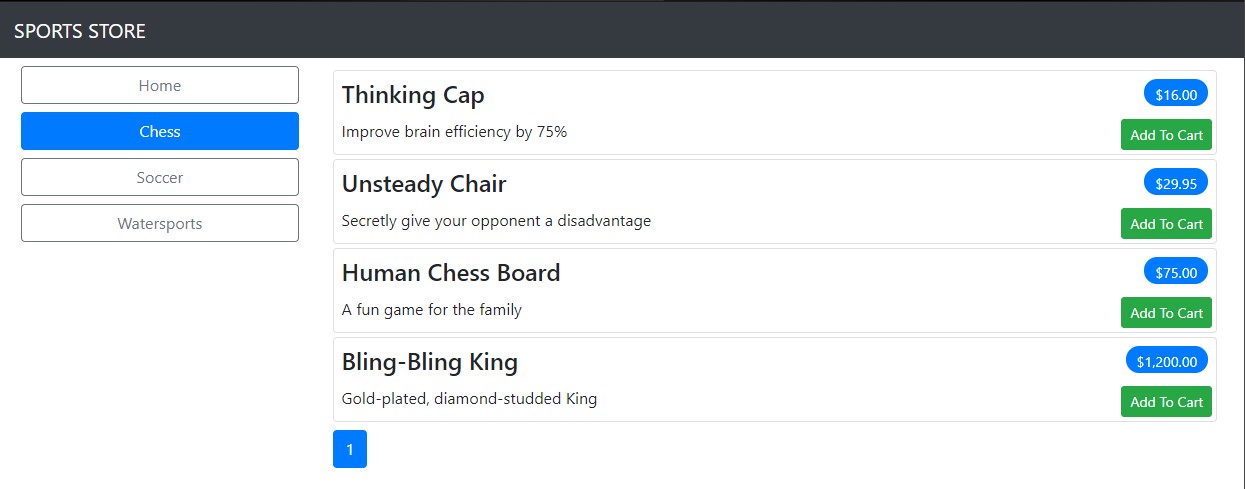 SPORTS STORE
Home
Chess
Soccer
Watersports
Thinking Cap
$16.00
Improve brain efficiency by 75%
Add To Cart
Unsteady Chair
$29.95
Secretly give your opponent a disadvantage
Add To Cart
Human Chess Board
$75.00
A fun game for the family
Add To Cart
Bling-Bling King
$1,200.00
Gold-plated, diamond-studded King
Add To Cart
1